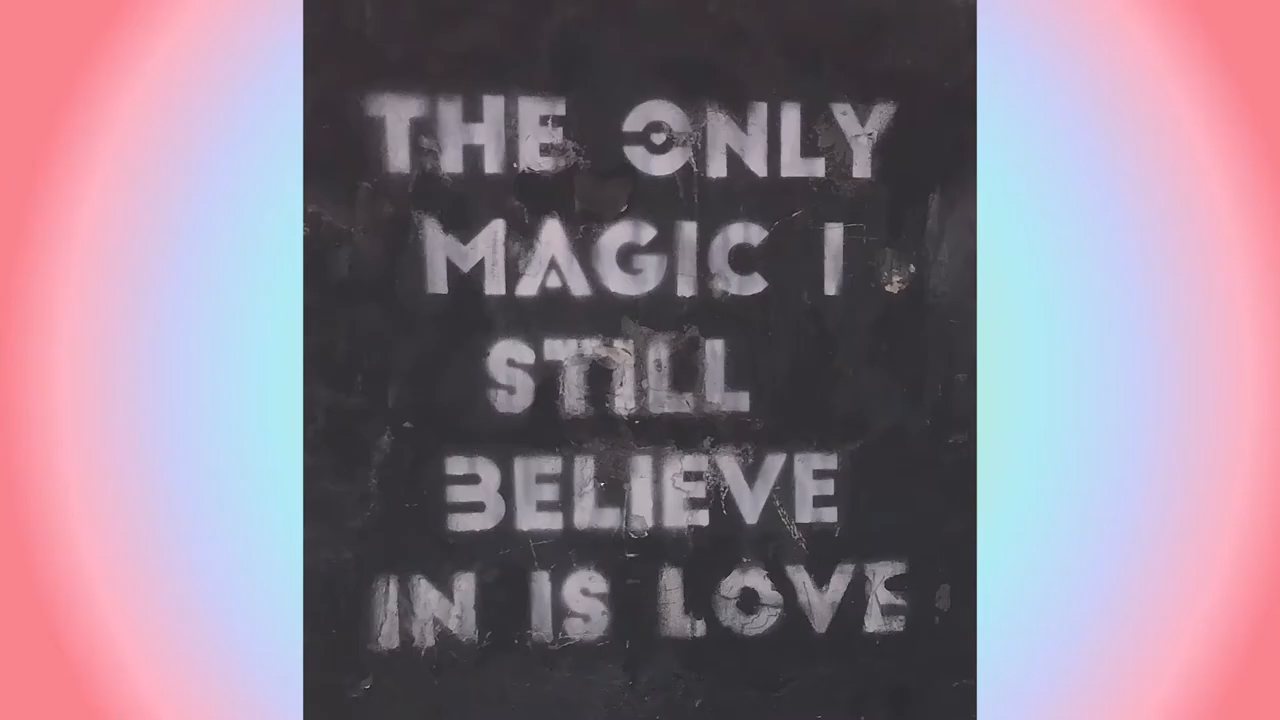 THE ONLY
MAGIC I
STILL
BELIEVE
IN IS LOVE